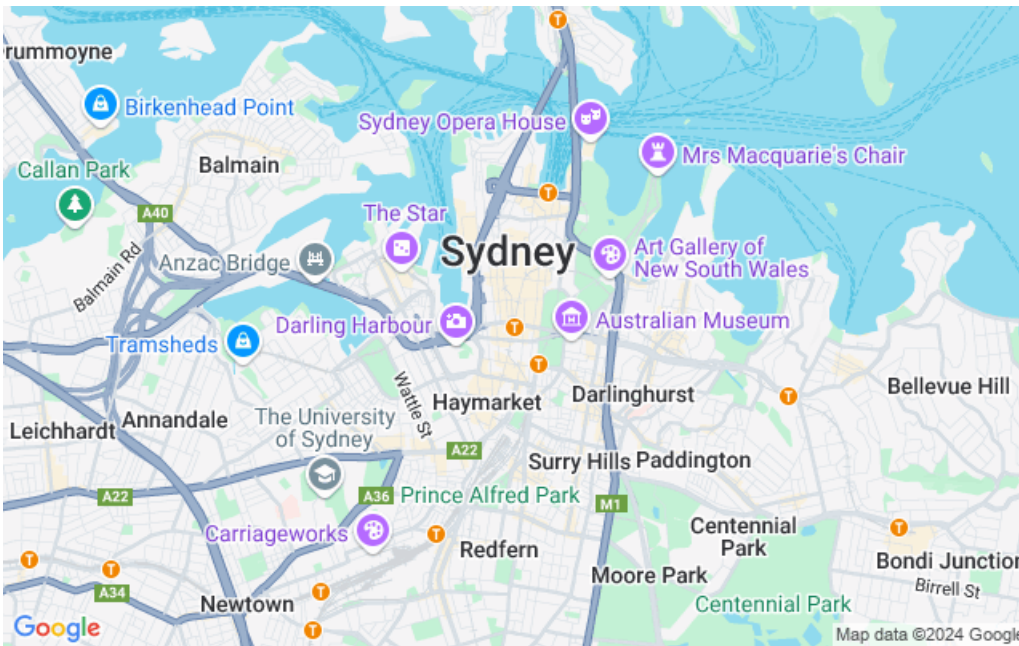 T
rummoyne
Birkenhead Point
Sydney Opera House
Mrs Macquarie's Chair
Balmain
Callan Park
T
A40
The Star
Sydney
Art Gallery of
New South Wales
Anzac Bridge
Balmain Rd
Darling Harbour
T
Australian Museum
Tramsheds
T
Bellevue Hill
Darlinghurst
T
Wattle St
Haymarket
Annandale
Leichhardt
The University
of Sydney
A22
Surry Hills
Paddington
A22
A36
Prince Alfred Park
M1
Carriageworks
T
Centennial
Park
T
Redfern
T
T
Bondi Junction
Moore Park
Birrell St
A34
T
Newtown
Centennial Park
T
Google
Map data ©2024 Google